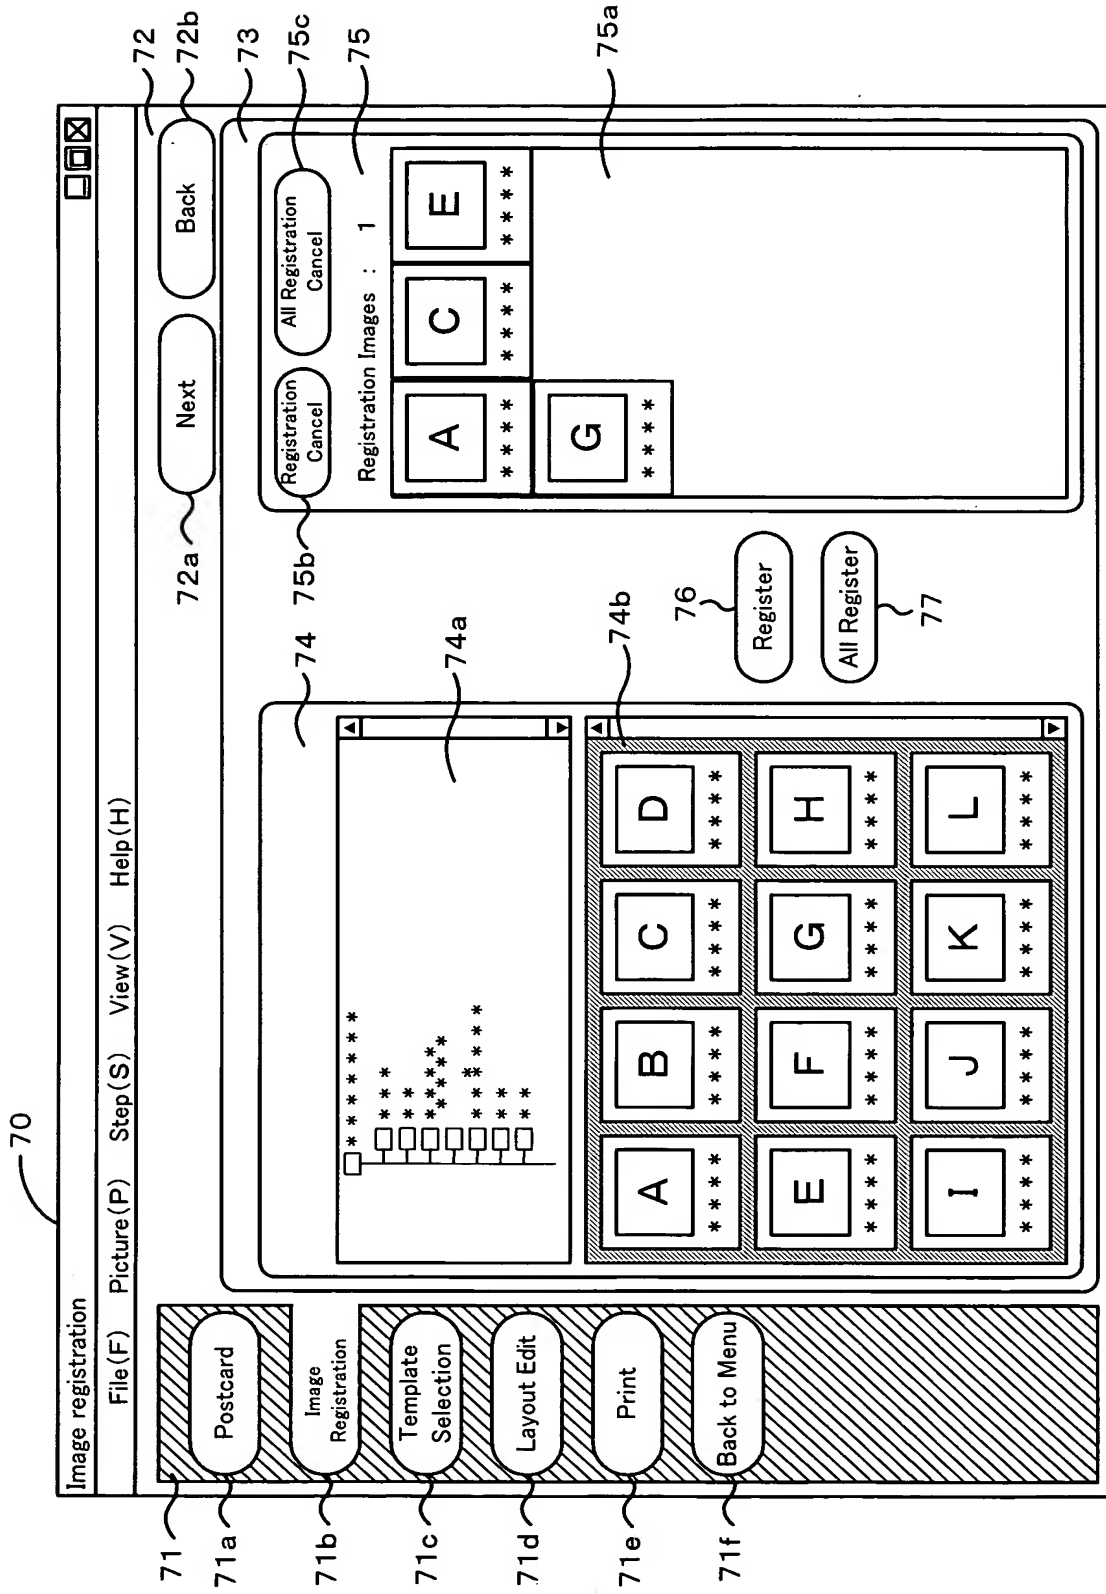 70
Image registration
File(F) Picture(P) Step(S) View(V) Help(H)
71
Postcard
71a
Image
Registration
71b
Template
Selection
71c
Layout Edit
71d
Print
71e
Back to Menu
71f
Next
72a
Back
72b
72
73
74
* * * * * * *
* * *
* *
* * * *
* * * *
*
* * * * *
* *
* *
74a
74b
A B C D
* * * * * * * * * * * * * * * *
E F G H
* * * * * * * * * * * * * * * *
I J K L
* * * * * * * * * * * * * * * *
76
Register
All Register
77
Registration
Cancel
75b
All Registration
Cancel
75c
75
Registration Images : 1
A C E
* * * * * * * * * * * *
G
* * * *
75a